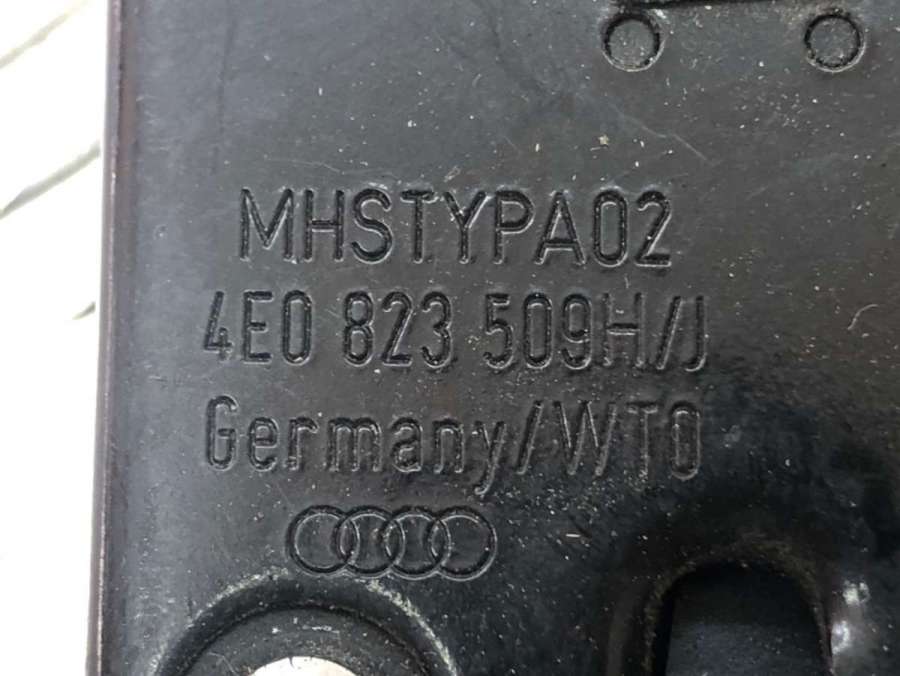 MHSTYPA02
4E0 823 509H/J
Germany/WTO